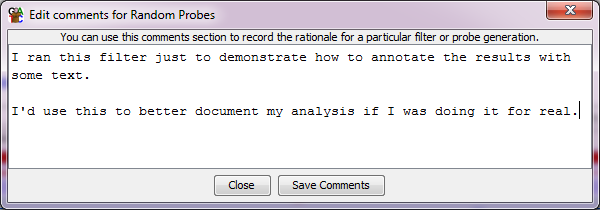 Edit comments for Random Probes
You can use this comments section to record the rationale for a particular filter or probe generation.
I ran this filter just to demonstrate how to annotate the results with
some text.
I'd use this to better document my analysis if I was doing it for real.
Close
Save Comments